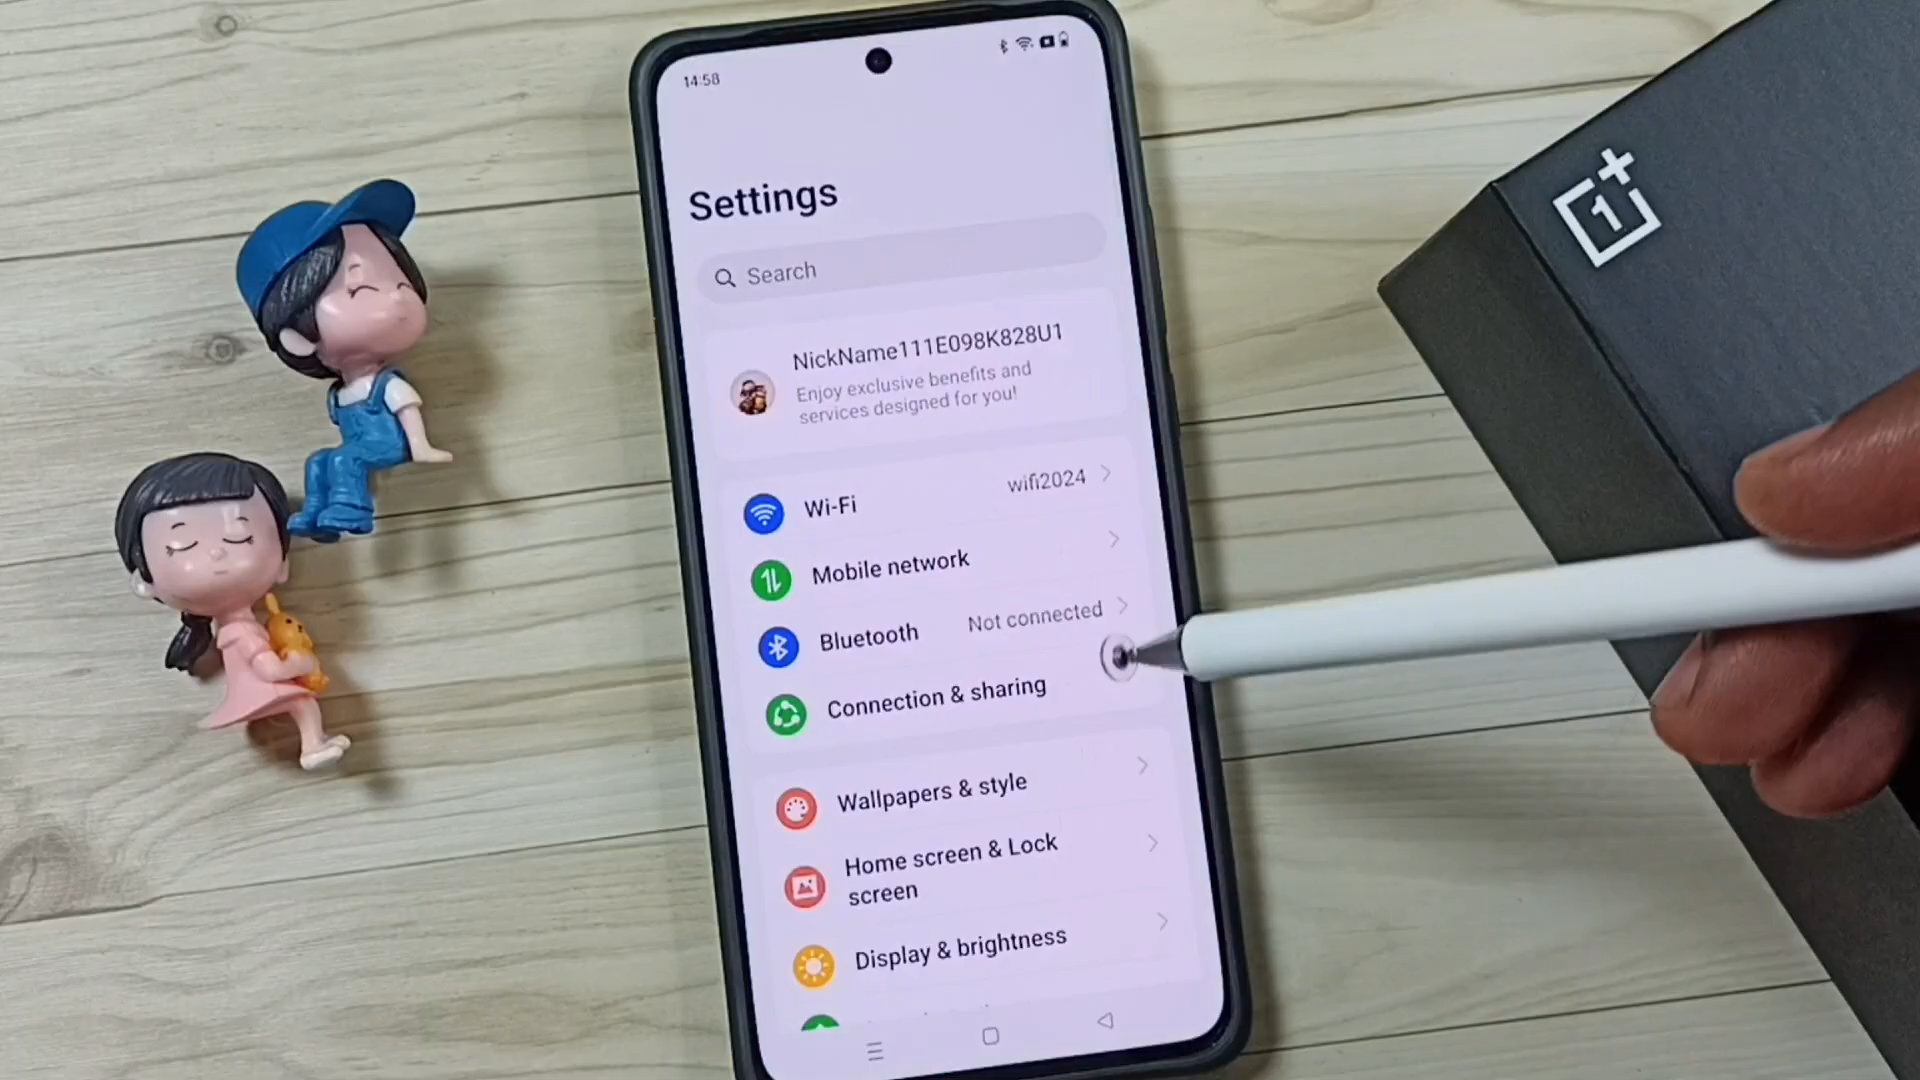 14:58
Settings
Search
NickName111E098K828U1
Enjoy exclusive benefits and
services designed for you!
Wi-Fi wifi2024
Mobile network
Bluetooth Not connected
Connection & sharing
Wallpapers & style
Home screen & Lock
screen
Display & brightness
1+